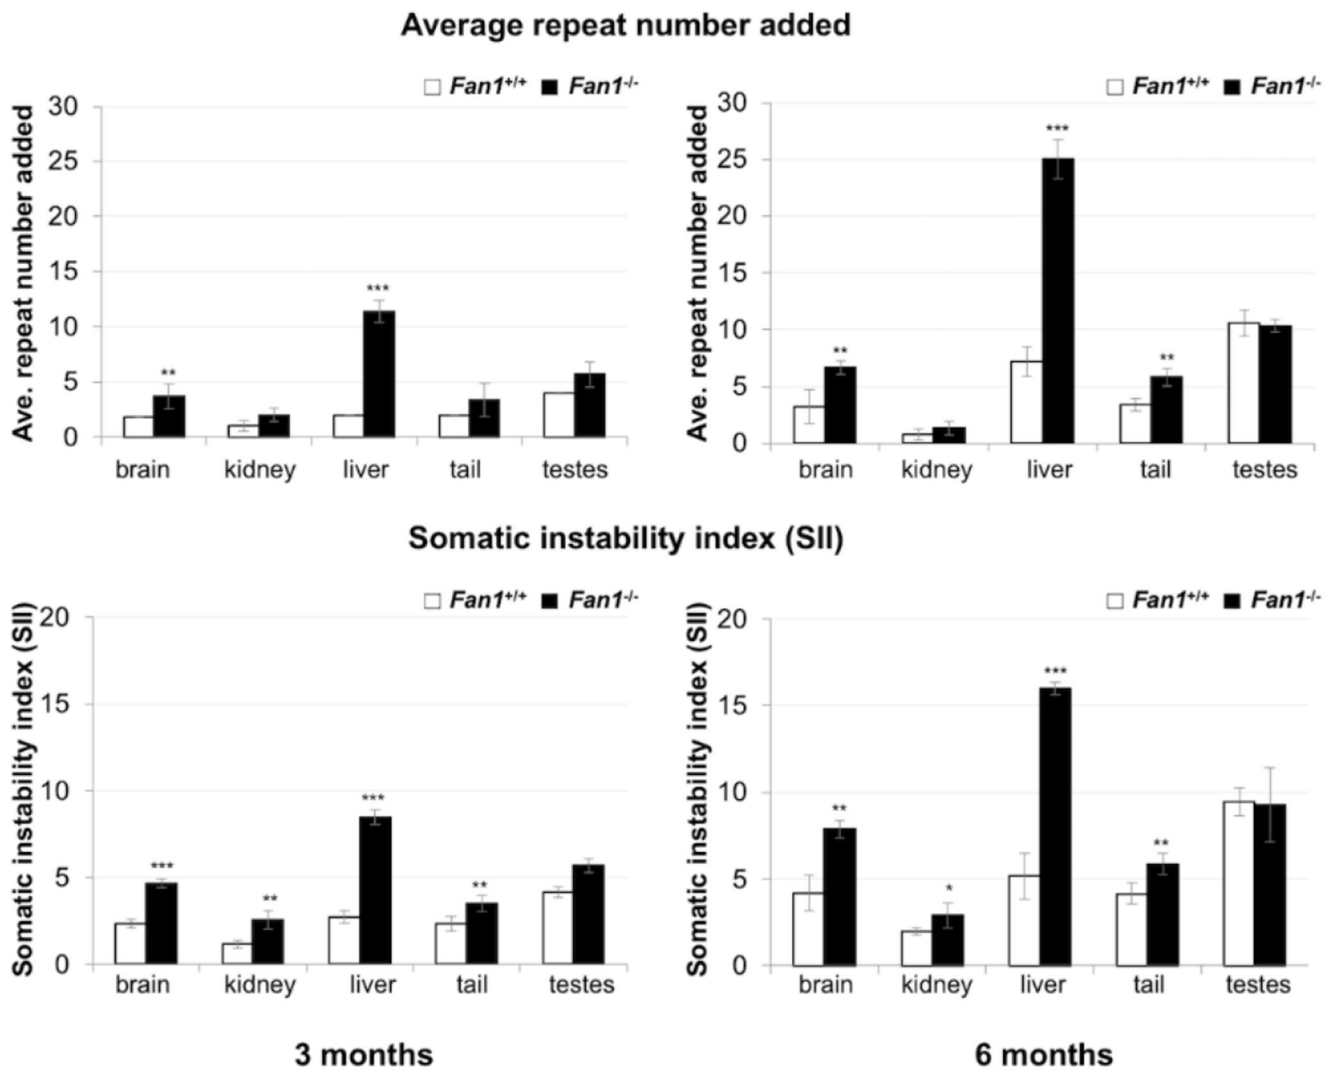 Average repeat number added
Fan1+/+ Fan1-/-
Ave. repeat number added
30
25
20
15
10
5
0
** ***
brain kidney liver tail testes
Fan1+/+ Fan1-/-
Ave. repeat number added
30
25
20
15
10
5
0
** *** **
brain kidney liver tail testes
Somatic instability index (SII)
Fan1+/+ Fan1-/-
Somatic instability index (SII)
20
15
10
5
0
*** ** *** **
brain kidney liver tail testes
3 months
Fan1+/+ Fan1-/-
Somatic instability index (SII)
20
15
10
5
0
** * *** **
brain kidney liver tail testes
6 months